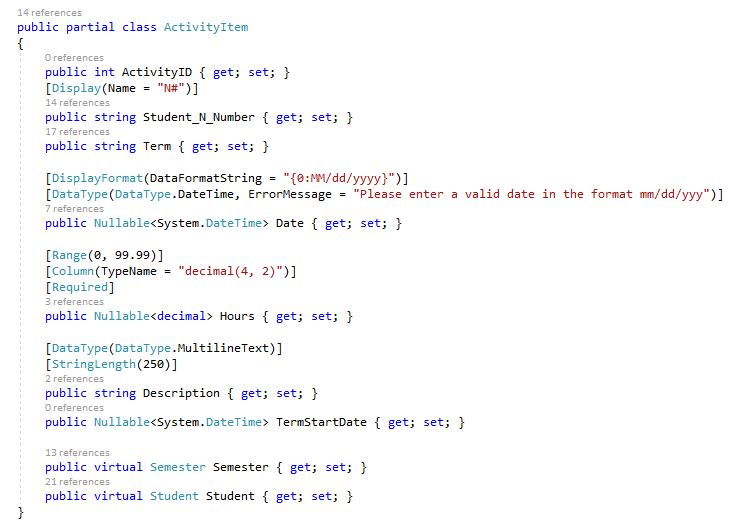 14 references
public partial class ActivityItem
{
0 references
public int ActivityID { get; set; }
[Display(Name = "N#")]
14 references
public string Student_N_Number { get; set; }
17 references
public string Term { get; set; }
[DisplayFormat(DataFormatString = "{0:MM/dd/yyyy}")]
[DataType(DataType.DateTime, ErrorMessage = "Please enter a valid date in the format mm/dd/yyy")]
7 references
public Nullable<System.DateTime> Date { get; set; }
[Range(0, 99.99)]
[Column(TypeName = "decimal(4, 2)")]
[Required]
3 references
public Nullable<decimal> Hours { get; set; }
[DataType(DataType.MultilineText)]
[StringLength(250)]
2 references
public string Description { get; set; }
0 references
public Nullable<System.DateTime> TermStartDate { get; set; }
13 references
public virtual Semester Semester { get; set; }
21 references
public virtual Student Student { get; set; }
}